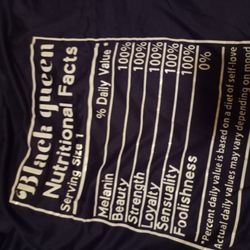 Black queen
Nutritional Facts
Serving Size 1
% Daily Value *
Melanin 100%
Beauty 100%
Strength 100%
Loyalty 100%
Sensuality 100%
Foolishness 0%
*Percent daily value is based on a diet of self-love
Actual daily values may vary depending on mood